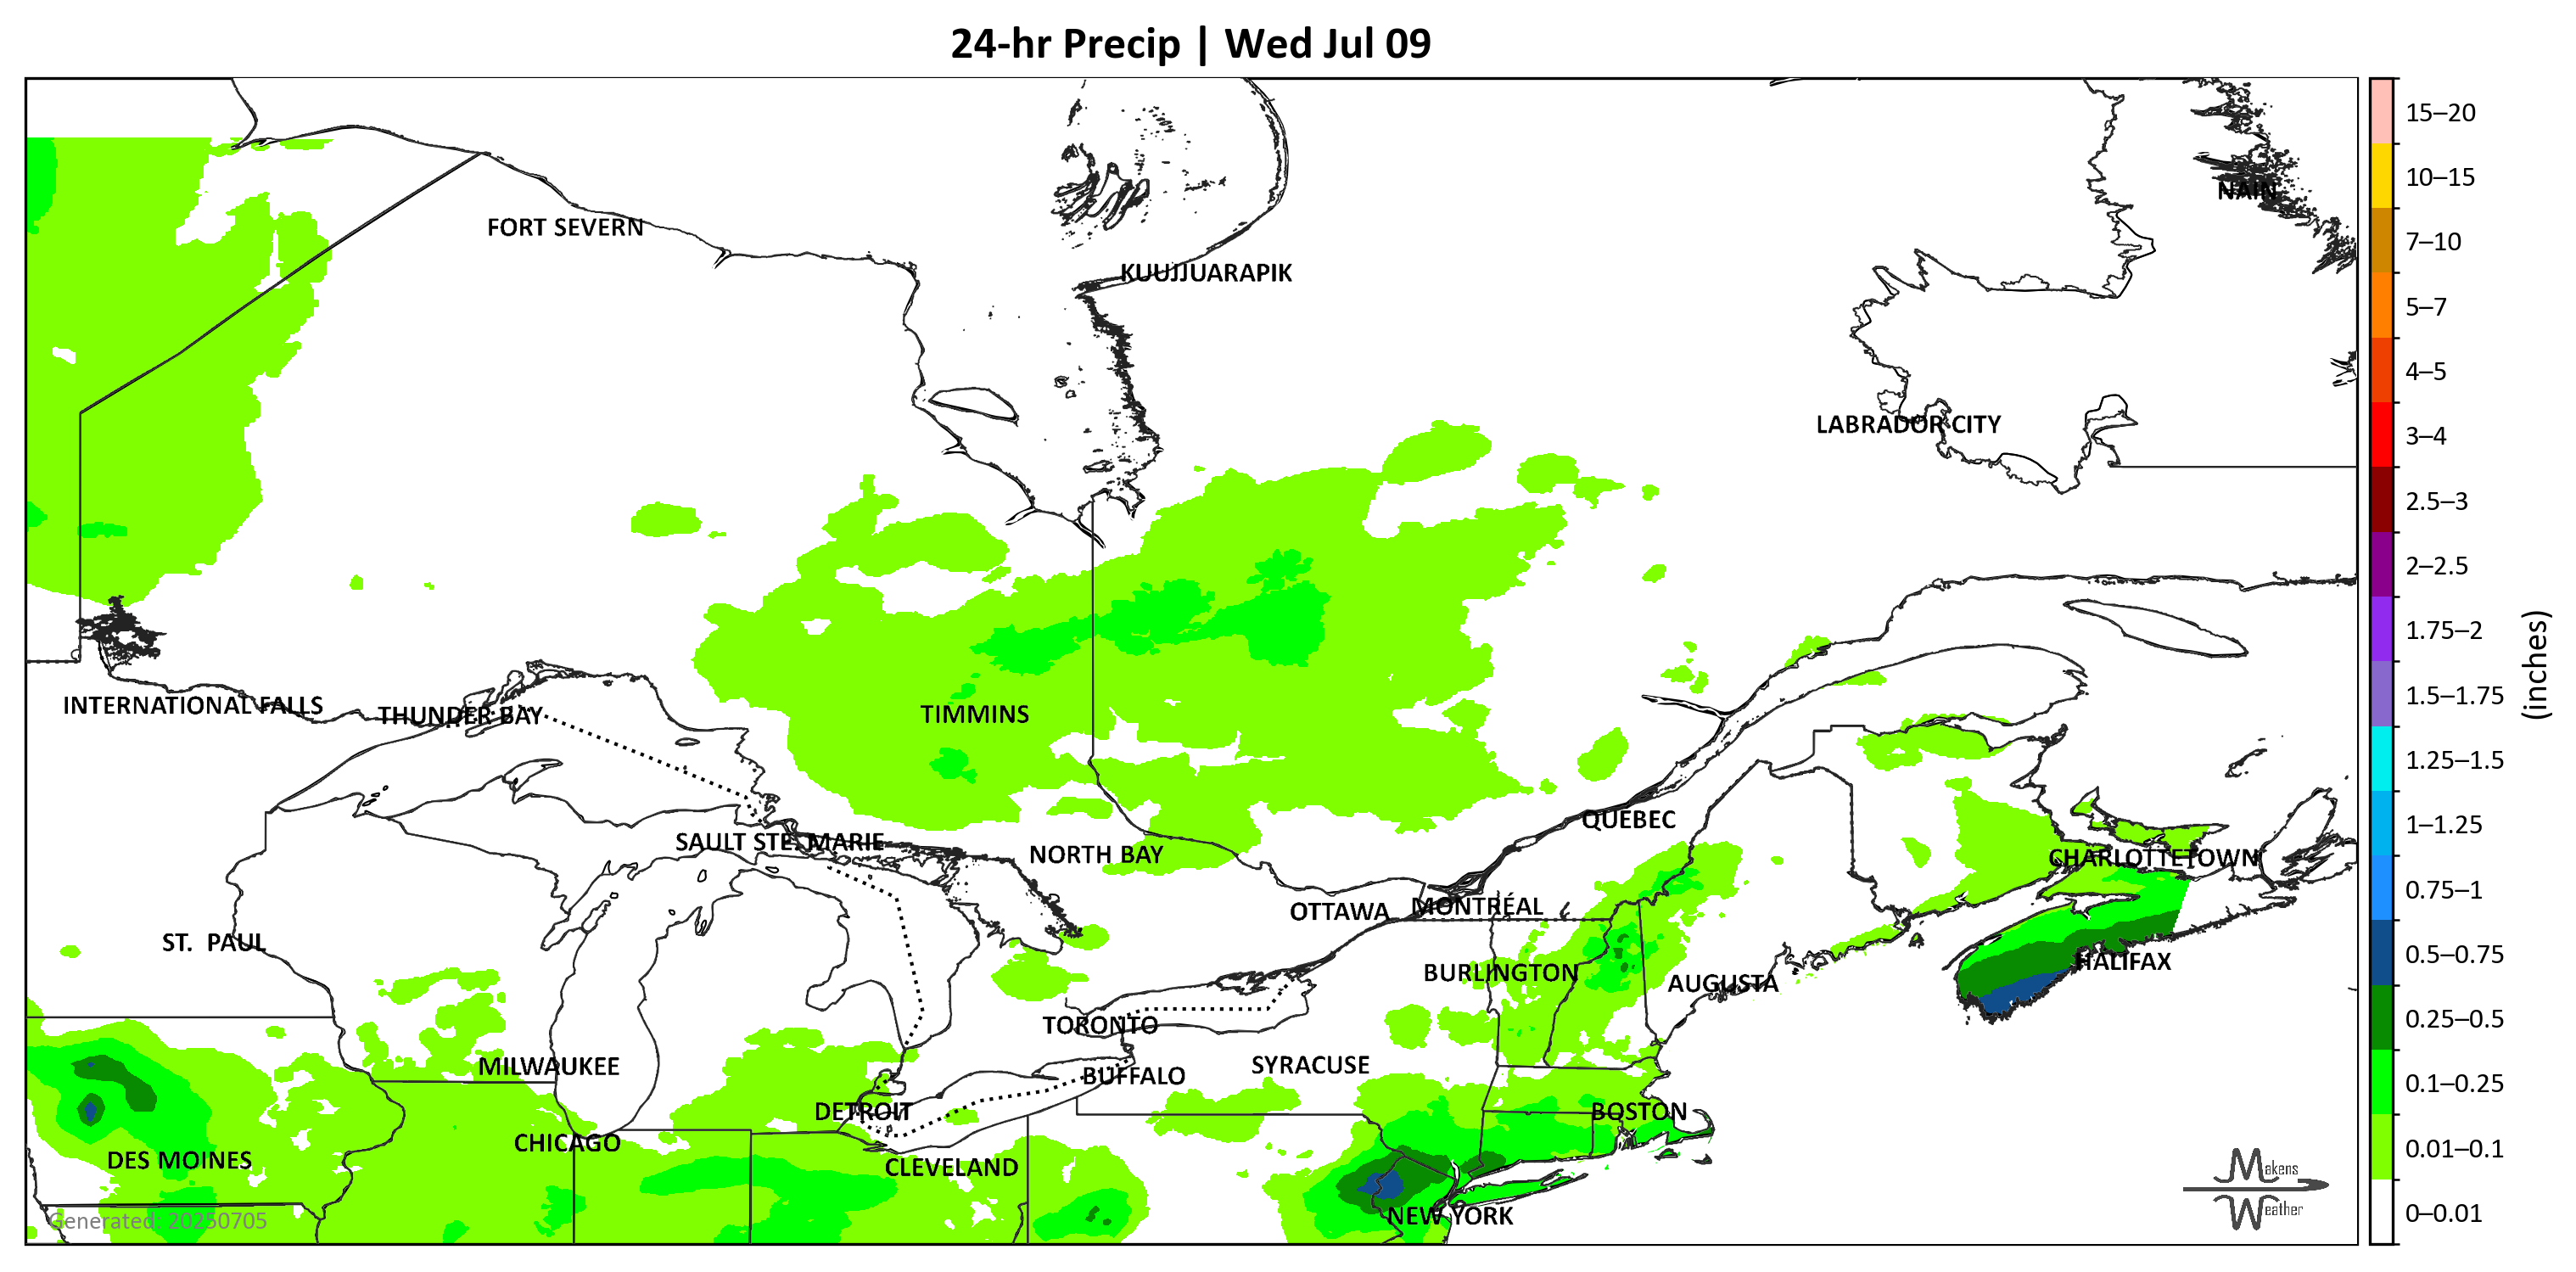 24-hr Precip | Wed Jul 09
NAIN
FORT SEVERN
KUUJJUARAPIK
LABRADOR CITY
INTERNATIONAL FALLS
THUNDER BAY
TIMMINS
QUÉBEC
SAULT STE. MARIE
NORTH BAY
CHARLOTTETOWN
OTTAWA
MONTRÉAL
ST. PAUL
HALIFAX
BURLINGTON
AUGUSTA
TORONTO
MILWAUKEE
SYRACUSE
BUFFALO
DETROIT
BOSTON
CHICAGO
DES MOINES
CLEVELAND
NEW YORK
Generated: 20250705
Makens
Weather
15–20
10–15
7–10
5–7
4–5
3–4
2.5–3
2–2.5
1.75–2
1.5–1.75
1.25–1.5
1–1.25
0.75–1
0.5–0.75
0.25–0.5
0.1–0.25
0.01–0.1
0–0.01
(inches)